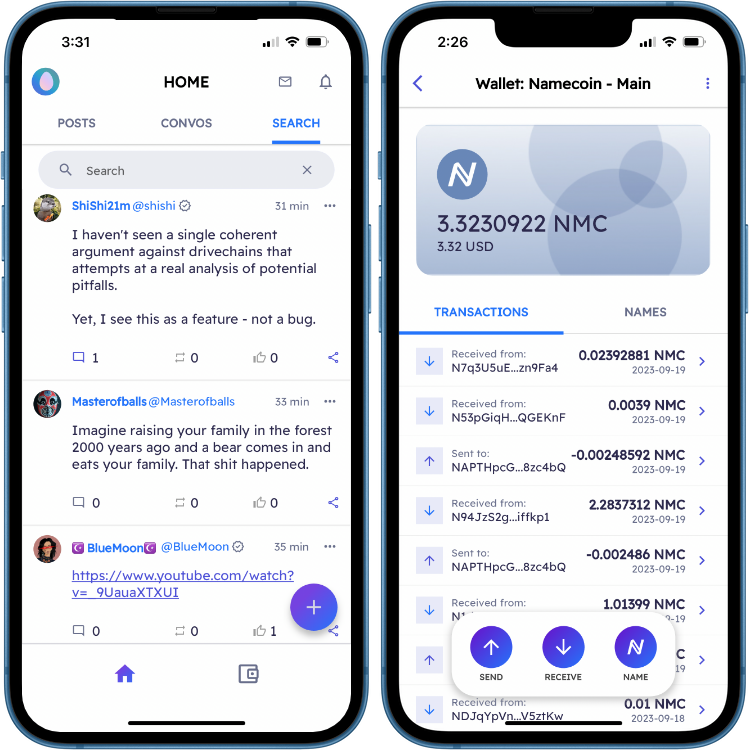 3:31
HOME
POSTS CONVOS SEARCH
Search
ShiShi21m @shishi 31 min
I haven't seen a single coherent
argument against drivechains that
attempts at a real analysis of potential
pitfalls.
Yet, I see this as a feature - not a bug.
1 0 0
Masterofballs @Masterofballs 33 min
Imagine raising your family in the forest
2000 years ago and a bear comes in and
eats your family. That shit happened.
0 0 0
BlueMoon @BlueMoon 35 min
https://www.youtube.com/watch?
v=_9UauaXTXUI
0 0 1
2:26
Wallet: Namecoin - Main
3.3230922 NMC
3.32 USD
TRANSACTIONS NAMES
Received from: 0.02392881 NMC
N7q3U5uE...zn9Fa4 2023-09-19
Received from: 0.0039 NMC
N53pGiqH...QGEKnF 2023-09-19
Sent to: -0.00248592 NMC
NAPTHpcG...8zc4bQ 2023-09-19
Received from: 2.2837312 NMC
N94JzS2g...iffkp1 2023-09-19
Sent to: -0.002486 NMC
NAPTHpcG...8zc4bQ 2023-09-19
Received from: 1.01399 NMC
SEND RECEIVE NAME
0.01 NMC
NDJqYpVn...V5ztKw 2023-09-18